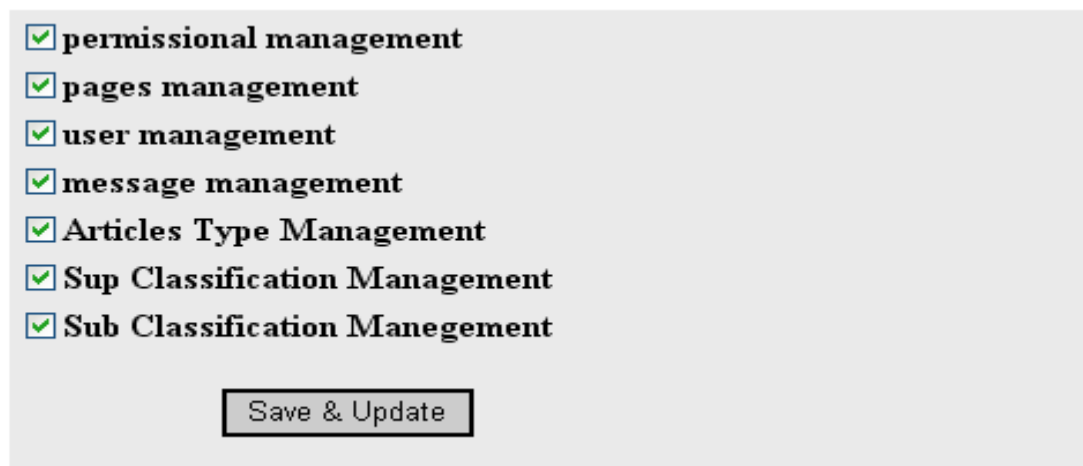 permissional management
pages management
user management
message management
Articles Type Management
Sup Classification Management
Sub Classification Manegement
Save & Update